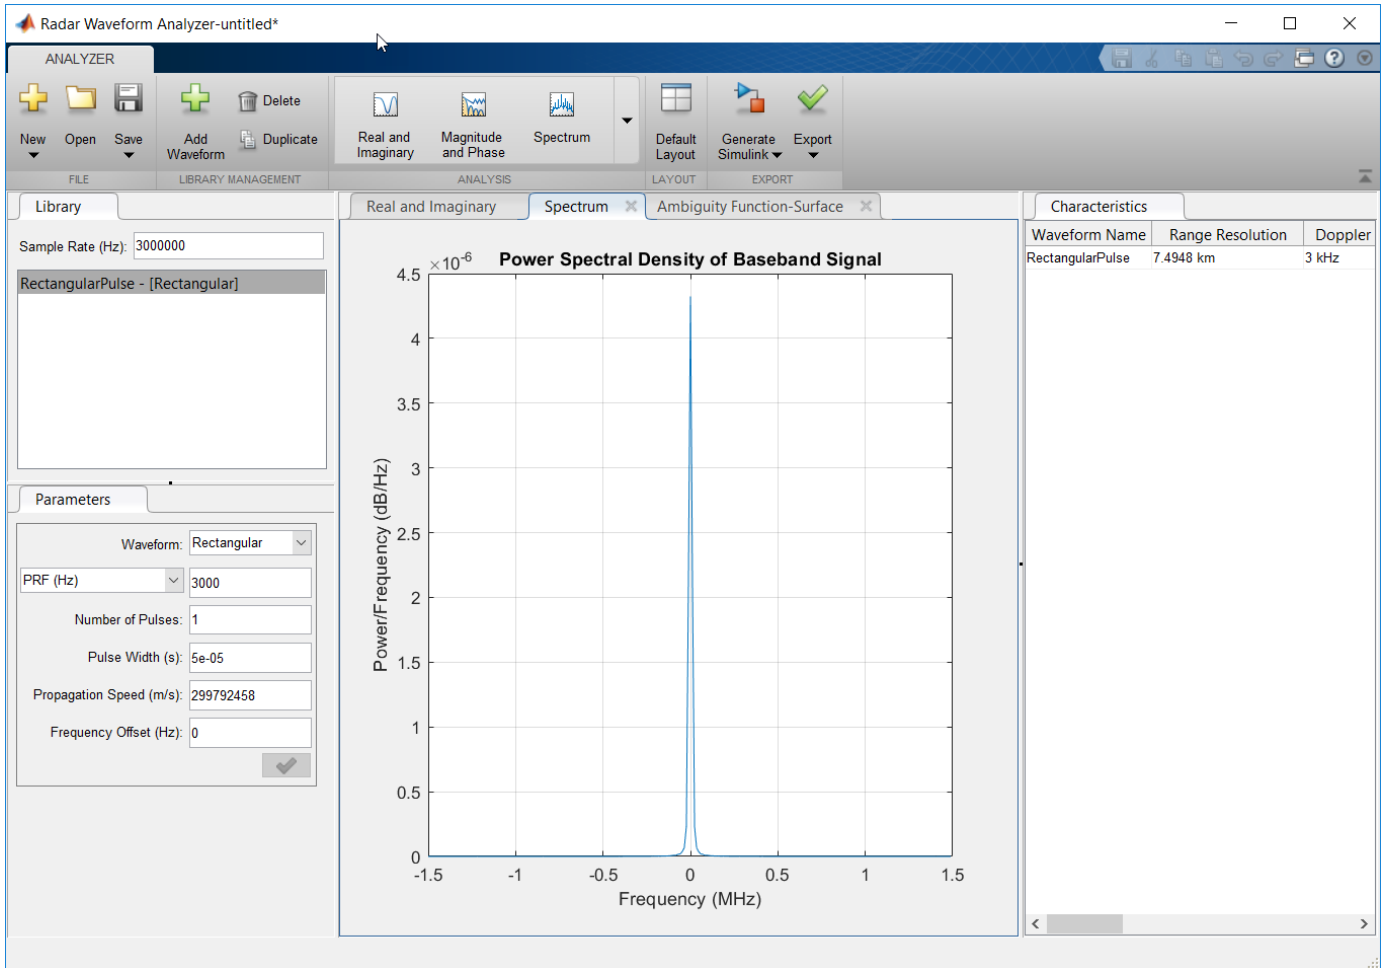 Radar Waveform Analyzer-untitled*
ANALYZER
New
Open
Save
Add
Waveform
Delete
Duplicate
Real and
Imaginary
Magnitude
and Phase
Spectrum
Default
Layout
Generate
Simulink
Export
FILE
LIBRARY MANAGEMENT
ANALYSIS
LAYOUT
EXPORT
Library
Sample Rate (Hz): 3000000
RectangularPulse - [Rectangular]
Parameters
Waveform: Rectangular
PRF (Hz) 3000
Number of Pulses: 1
Pulse Width (s): 5e-05
Propagation Speed (m/s): 299792458
Frequency Offset (Hz): 0
Real and Imaginary
Spectrum
Ambiguity Function-Surface
×10-6
Power Spectral Density of Baseband Signal
4.5
4
3.5
3
2.5
2
1.5
1
0.5
0
Power/Frequency (dB/Hz)
-1.5 -1 -0.5 0 0.5 1 1.5
Frequency (MHz)
Characteristics
Waveform Name Range Resolution Doppler
RectangularPulse 7.4948 km 3 kHz